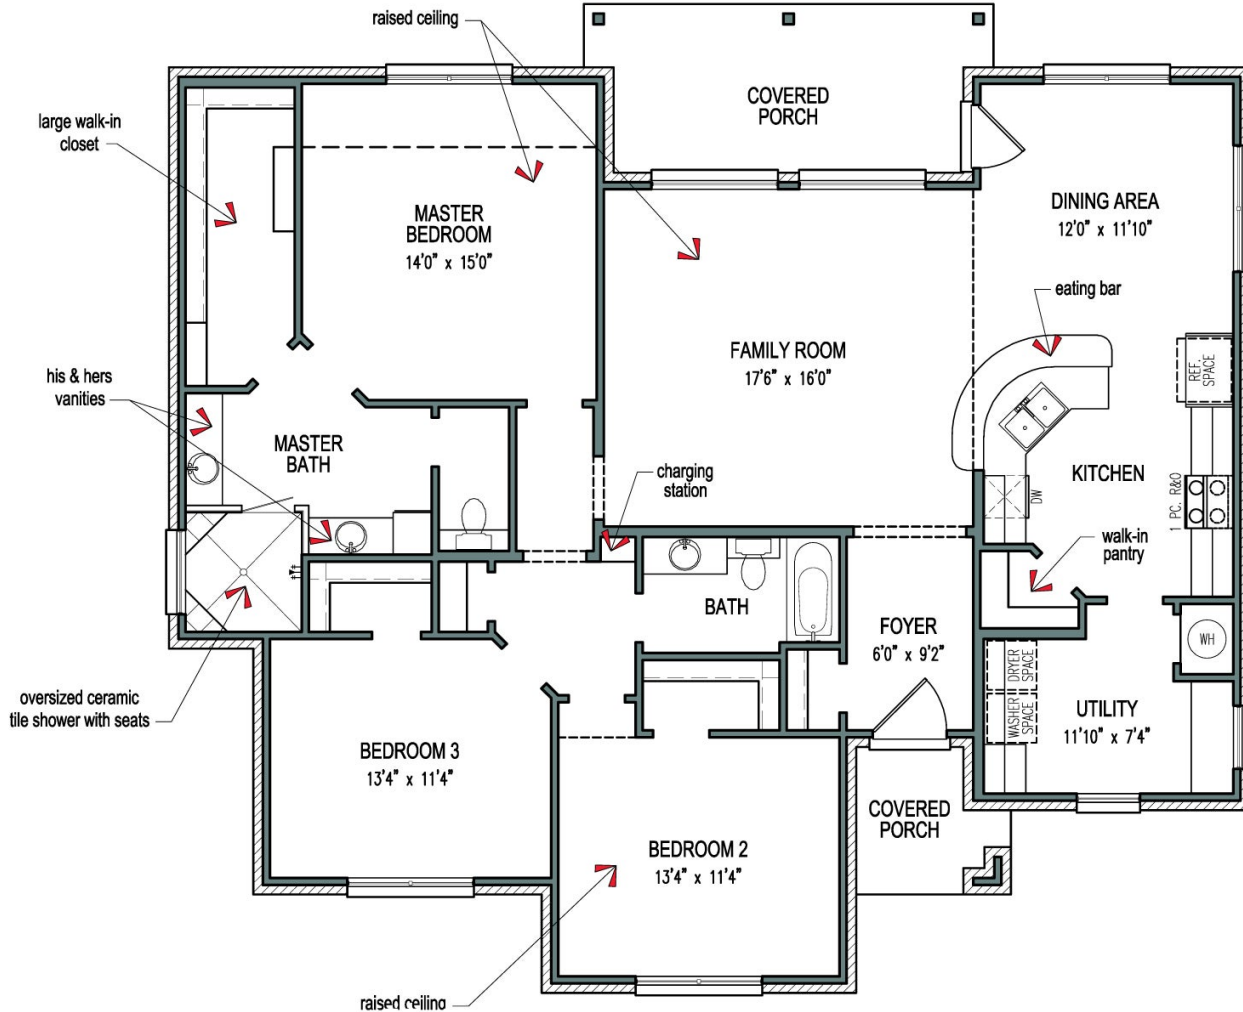 raised ceiling
COVERED
PORCH
large walk-in
closet
MASTER
BEDROOM
14'0" x 15'0"
DINING AREA
12'0" x 11'10"
eating bar
FAMILY ROOM
17'6" x 16'0"
REF.
SPACE
his & hers
vanities
MASTER
BATH
charging
station
KITCHEN
DW
1 PC. R&O
walk-in
pantry
BATH
FOYER
6'0" x 9'2"
WH
DRYER
SPACE
WASHER
SPACE
UTILITY
11'10" x 7'4"
oversized ceramic
tile shower with seats
BEDROOM 3
13'4" x 11'4"
COVERED
PORCH
BEDROOM 2
13'4" x 11'4"
raised ceiling